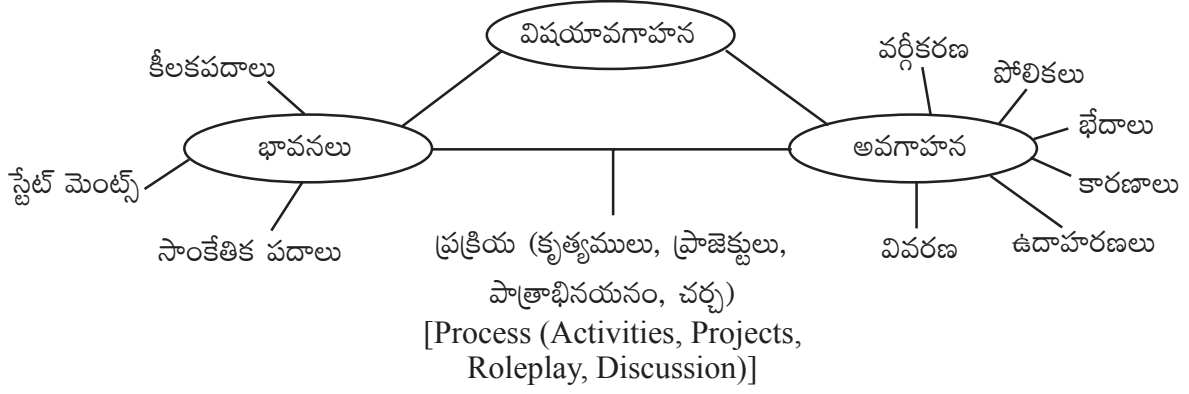 విషయావగాహన
కీలకపదాలు
వర్గీకరణ
పోలికలు
భావనలు
అవగాహన
భేదాలు
స్టేట్ మెంట్స్
కారణాలు
సాంకేతిక పదాలు
వివరణ
ఉదాహరణలు
ప్రక్రియ (కృత్యములు, ప్రాజెక్టులు,
పాత్రాభినయనం, చర్చ)
[Process (Activities, Projects,
Roleplay, Discussion)]